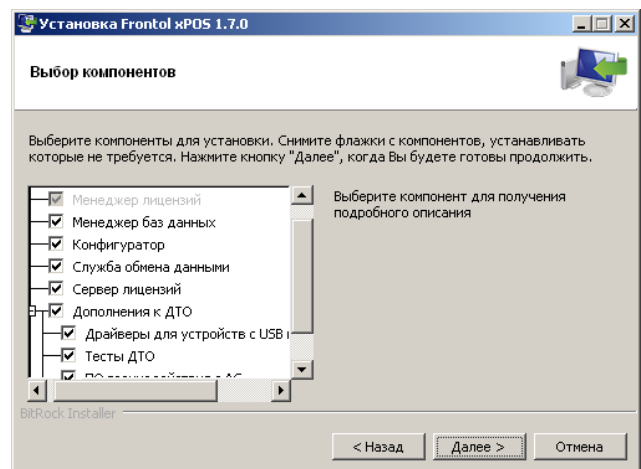 Установка Frontol xPOS 1.7.0
Выбор компонентов
Выберите компоненты для установки. Снимите флажки с компонентов, устанавливать
которые не требуется. Нажмите кнопку "Далее", когда Вы будете готовы продолжить.
Менеджер лицензий
Менеджер баз данных
Конфигуратор
Служба обмена данными
Сервер лицензий
Дополнения к ДТО
Драйверы для устройств с USB
Тесты ДТО
Выберите компонент для получения
подробного описания
BitRock Installer
< Назад
Далее >
Отмена